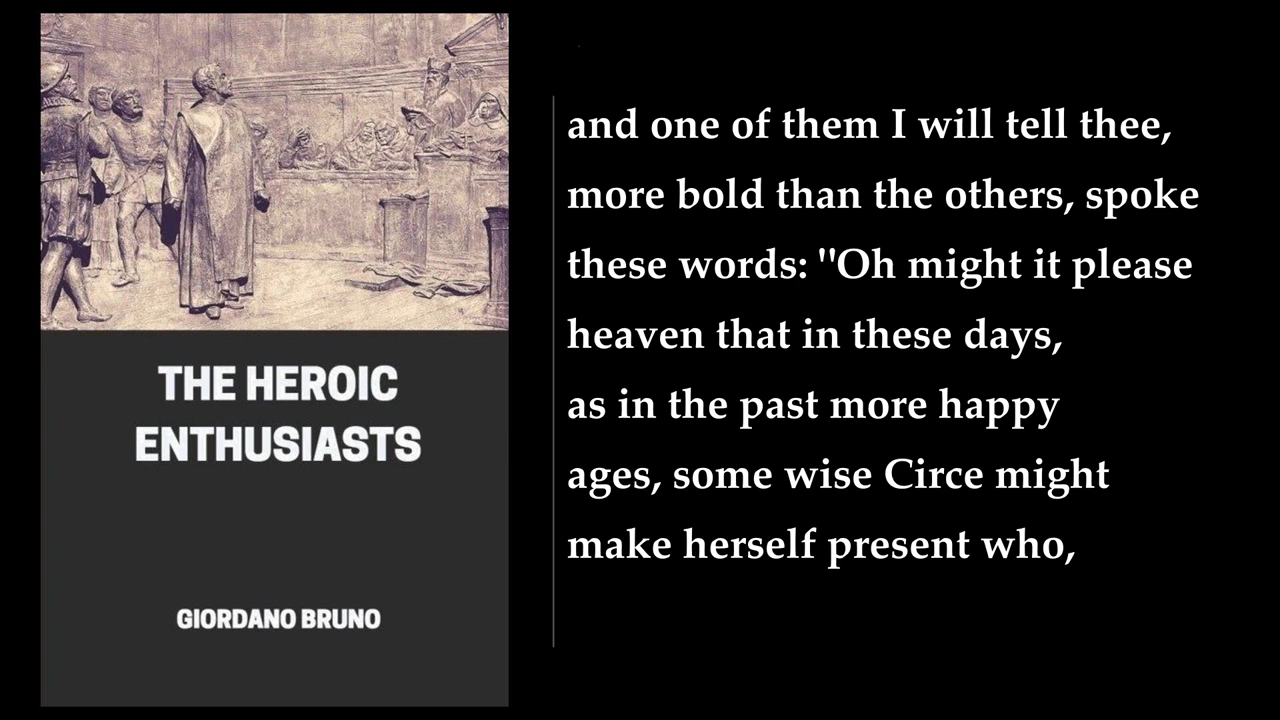 THE HEROIC
ENTHUSIASTS
GIORDANO BRUNO
and one of them I will tell thee,
more bold than the others, spoke
these words: "Oh might it please
heaven that in these days,
as in the past more happy
ages, some wise Circe might
make herself present who,